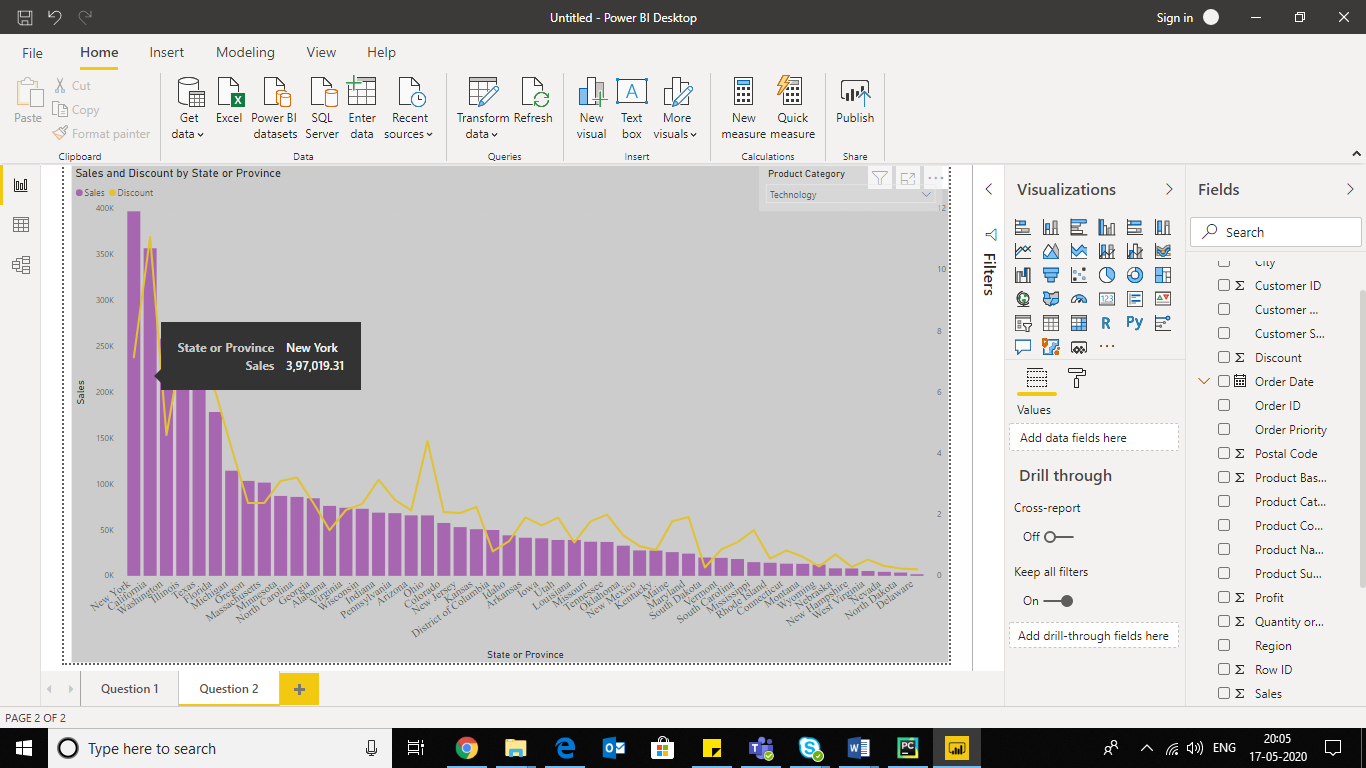 Untitled - Power BI Desktop
Sign in
File Home Insert Modeling View Help
Paste
Cut
Copy
Format painter
Clipboard
Get data
Excel
Power BI datasets
SQL Server
Enter data
Recent sources
Data
Transform data
Refresh
Queries
New visual
Text box
More visuals
Insert
New measure
Quick measure
Calculations
Publish
Share
Sales and Discount by State or Province
Sales Discount
Product Category
Technology
400K
350K
300K
250K
200K
150K
100K
50K
0K
Sales
12
10
8
6
4
2
0
State or Province New York
Sales 3,97,019.31
New York
California
Washington
Illinois
Texas
Florida
Michigan
Oregon
Massachusetts
Minnesota
North Carolina
Georgia
Alabama
Virginia
Wisconsin
Indiana
Pennsylvania
Arizona
Ohio
Colorado
New Jersey
Kansas
District of Columbia
Idaho
Arkansas
Iowa
Utah
Louisiana
Missouri
Tennessee
Oklahoma
New Mexico
Kentucky
Maine
Maryland
South Dakota
Vermont
South Carolina
Mississippi
Rhode Island
Connecticut
Montana
Wyoming
Nebraska
New Hampshire
West Virginia
Nevada
North Dakota
Delaware
State or Province
Filters
Visualizations
R
Py
123
Values
Add data fields here
Drill through
Cross-report
Off
Keep all filters
On
Add drill-through fields here
Fields
Search
City
Customer ID
Customer ...
Customer S...
Discount
Order Date
Order ID
Order Priority
Postal Code
Product Bas...
Product Cat...
Product Co...
Product Na...
Product Su...
Profit
Quantity or...
Region
Row ID
Sales
Question 1
Question 2
PAGE 2 OF 2
Type here to search
ENG
20:05
17-05-2020